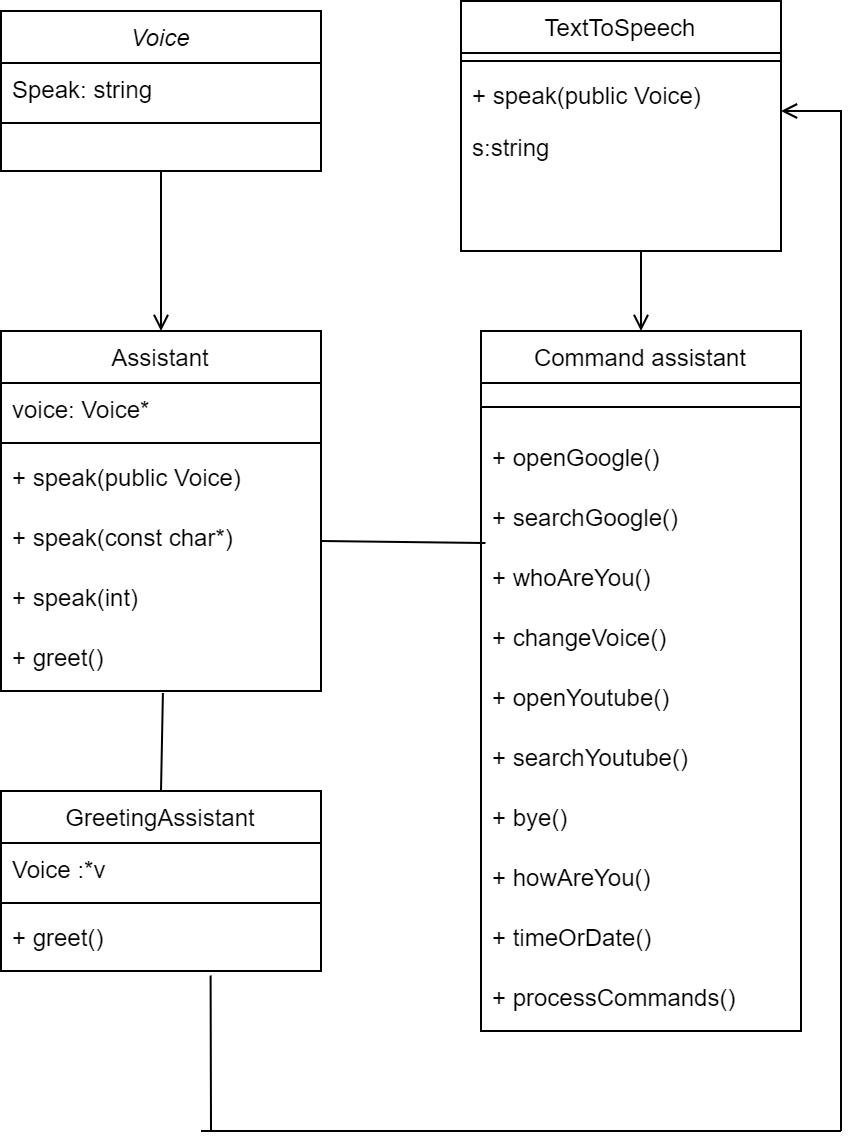 Voice
Speak: string
TextToSpeech
+ speak(public Voice)
s:string
Assistant
voice: Voice*
+ speak(public Voice)
+ speak(const char*)
+ speak(int)
+ greet()
Command assistant
+ openGoogle()
+ searchGoogle()
+ whoAreYou()
+ changeVoice()
+ openYoutube()
+ searchYoutube()
+ bye()
+ howAreYou()
+ timeOrDate()
+ processCommands()
GreetingAssistant
Voice :*v
+ greet()